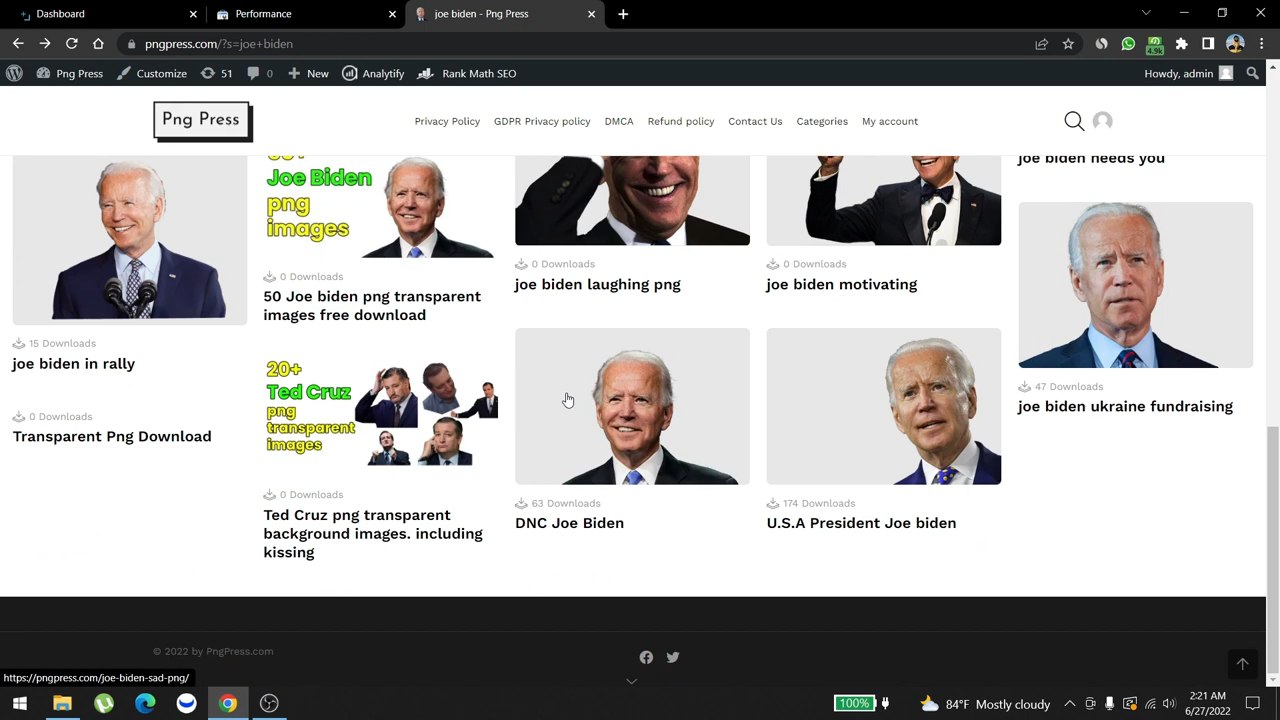 Dashboard
Performance
joe biden - Png Press
pngpress.com/?s=joe+biden
4.9k
Png Press
Customize
51
0
New
Analytify
Rank Math SEO
Howdy, admin
Png Press
Privacy Policy
GDPR Privacy policy
DMCA
Refund policy
Contact Us
Categories
My account
15 Downloads
joe biden in rally
0 Downloads
Transparent Png Download
Joe Biden
png
images
0 Downloads
50 Joe biden png transparent
images free download
20+
Ted Cruz
png
transparent
images
0 Downloads
Ted Cruz png transparent
background images. including
kissing
0 Downloads
joe biden laughing png
63 Downloads
DNC Joe Biden
0 Downloads
joe biden motivating
174 Downloads
U.S.A President Joe biden
joe biden needs you
47 Downloads
joe biden ukraine fundraising
© 2022 by PngPress.com
https://pngpress.com/joe-biden-sad-png/
100%
84°F Mostly cloudy
2:21 AM
6/27/2022